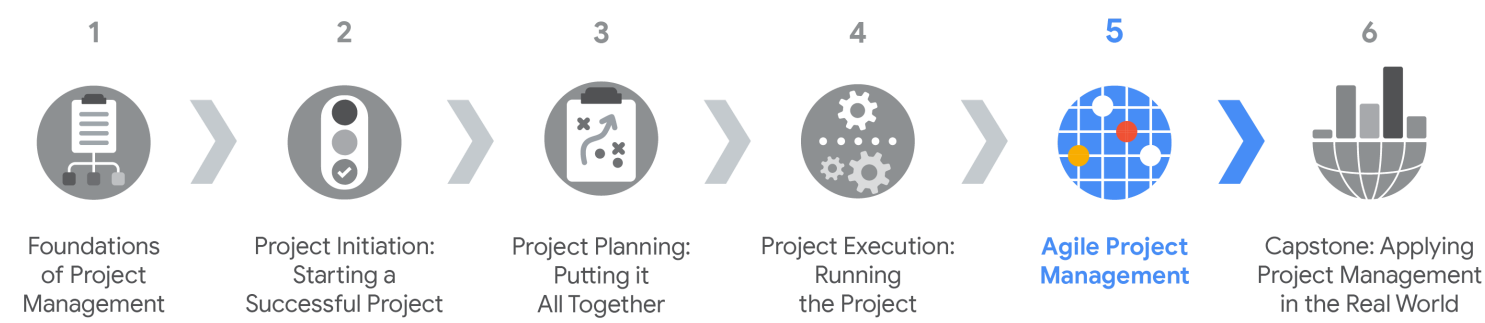 1
2
3
4
5
6
Foundations
of Project
Management
Project Initiation:
Starting a
Successful Project
Project Planning:
Putting it
All Together
Project Execution:
Running
the Project
Agile Project
Management
Capstone: Applying
Project Management
in the Real World